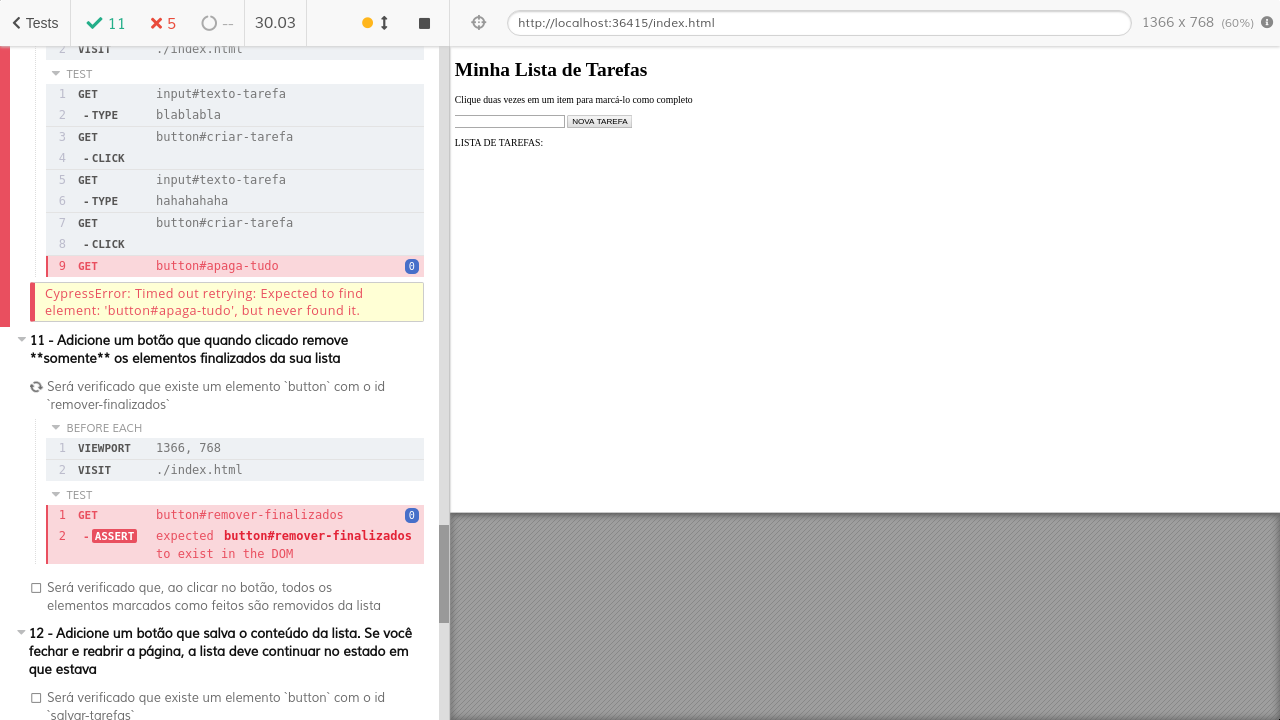 Tests 11 5 -- 30.03 http://localhost:36415/index.html 1366 x 768 (60%)
2 VISIT ./index.html
TEST
1 GET input#texto-tarefa
2 -TYPE blablabla
3 GET button#criar-tarefa
4 -CLICK
5 GET input#texto-tarefa
6 -TYPE hahahahaha
7 GET button#criar-tarefa
8 -CLICK
9 GET button#apaga-tudo 0
CypressError: Timed out retrying: Expected to find
element: 'button#apaga-tudo', but never found it.
11 - Adicione um botão que quando clicado remove
**somente** os elementos finalizados da sua lista
Será verificado que existe um elemento `button` com o id
`remover-finalizados`
BEFORE EACH
1 VIEWPORT 1366, 768
2 VISIT ./index.html
TEST
1 GET button#remover-finalizados 0
2 -ASSERT expected button#remover-finalizados
to exist in the DOM
Será verificado que, ao clicar no botão, todos os
elementos marcados como feitos são removidos da lista
12 - Adicione um botão que salva o conteúdo da lista. Se você
fechar e reabrir a página, a lista deve continuar no estado em
que estava
Será verificado que existe um elemento `button` com o id
`salvar-tarefas`
Minha Lista de Tarefas
Clique duas vezes em um item para marcá-lo como completo
NOVA TAREFA
LISTA DE TAREFAS: